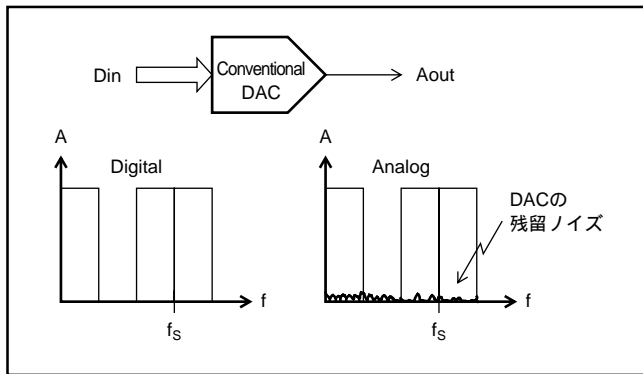 Din
Conventional
DAC
Aout
A
Digital
f
fS
A
Analog
DACの
残留ノイズ
f
fS